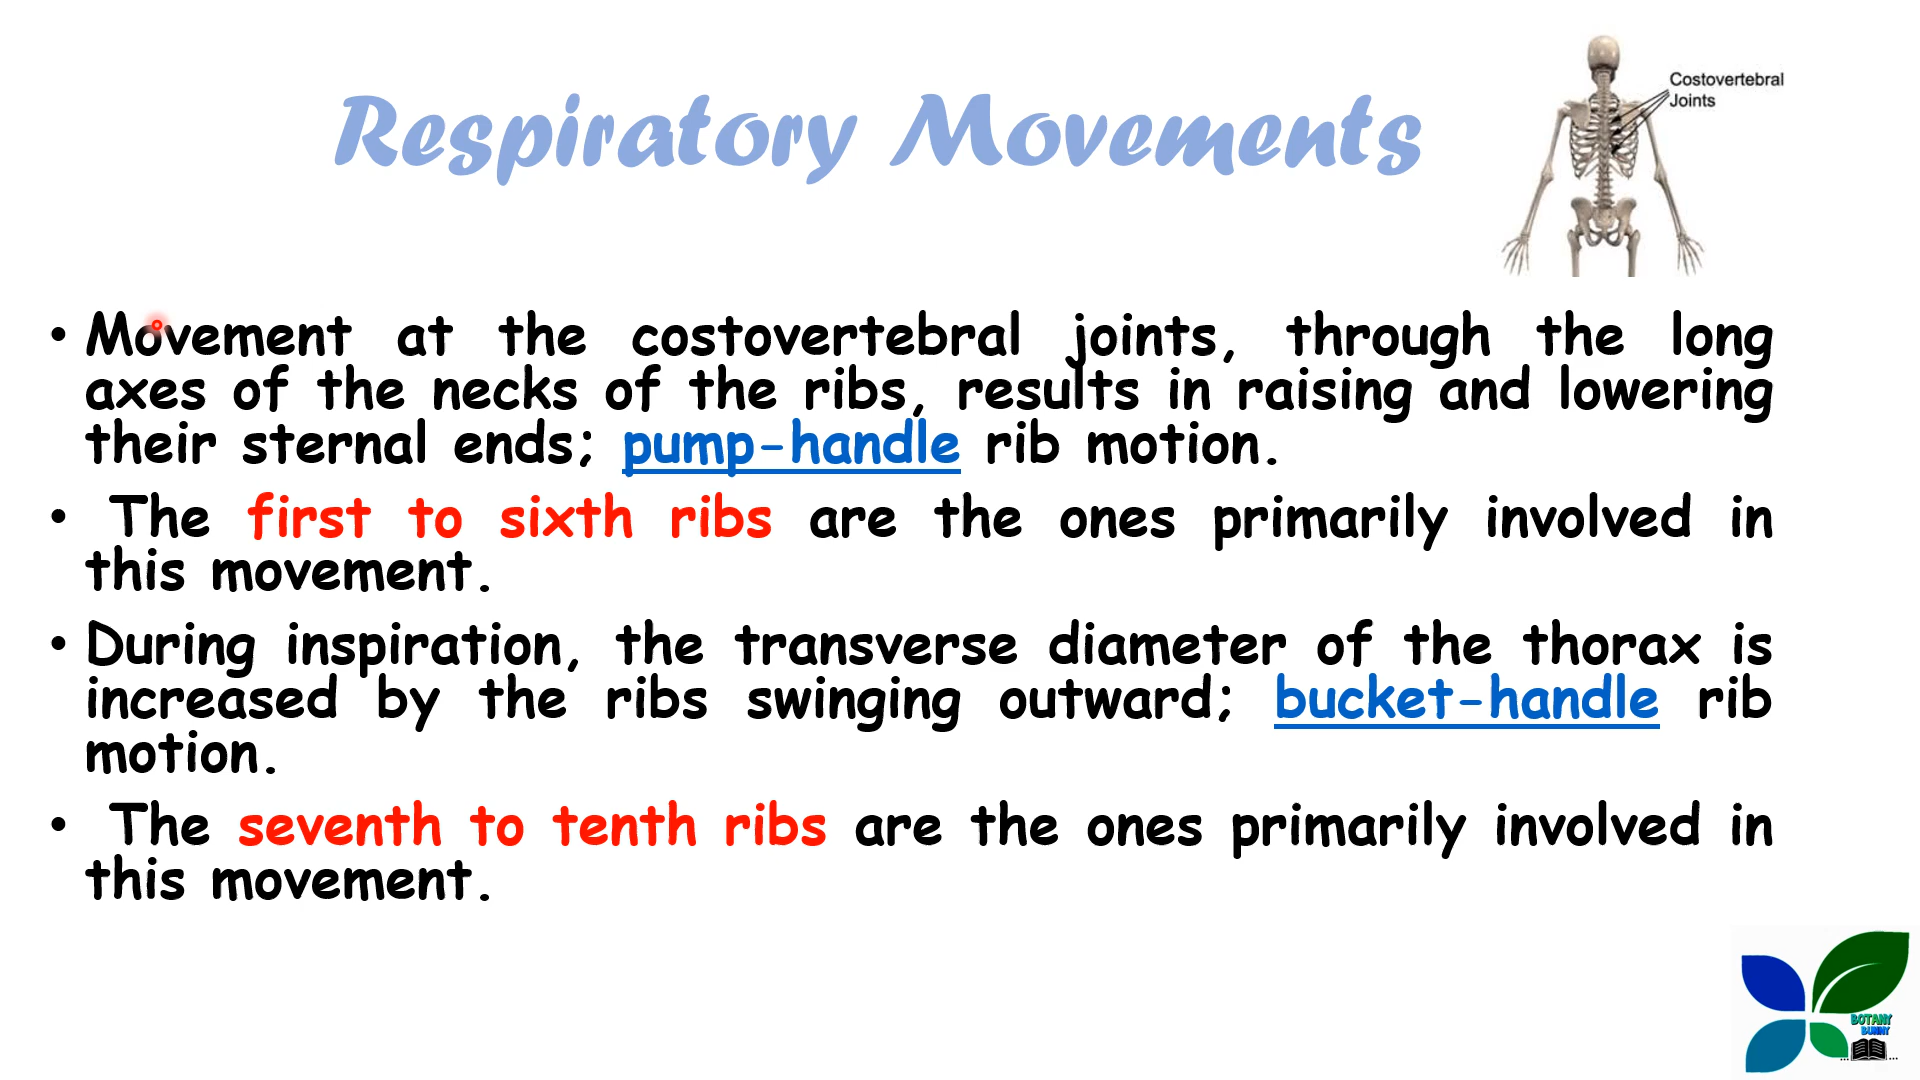 Costovertebral
Joints
Respiratory Movements
• Movement at the costovertebral joints, through the long
axes of the necks of the ribs, results in raising and lowering
their sternal ends; pump-handle rib motion.
• The first to sixth ribs are the ones primarily involved in
this movement.
• During inspiration, the transverse diameter of the thorax is
increased by the ribs swinging outward; bucket-handle rib
motion.
• The seventh to tenth ribs are the ones primarily involved in
this movement.
BOTANY
BUNNY